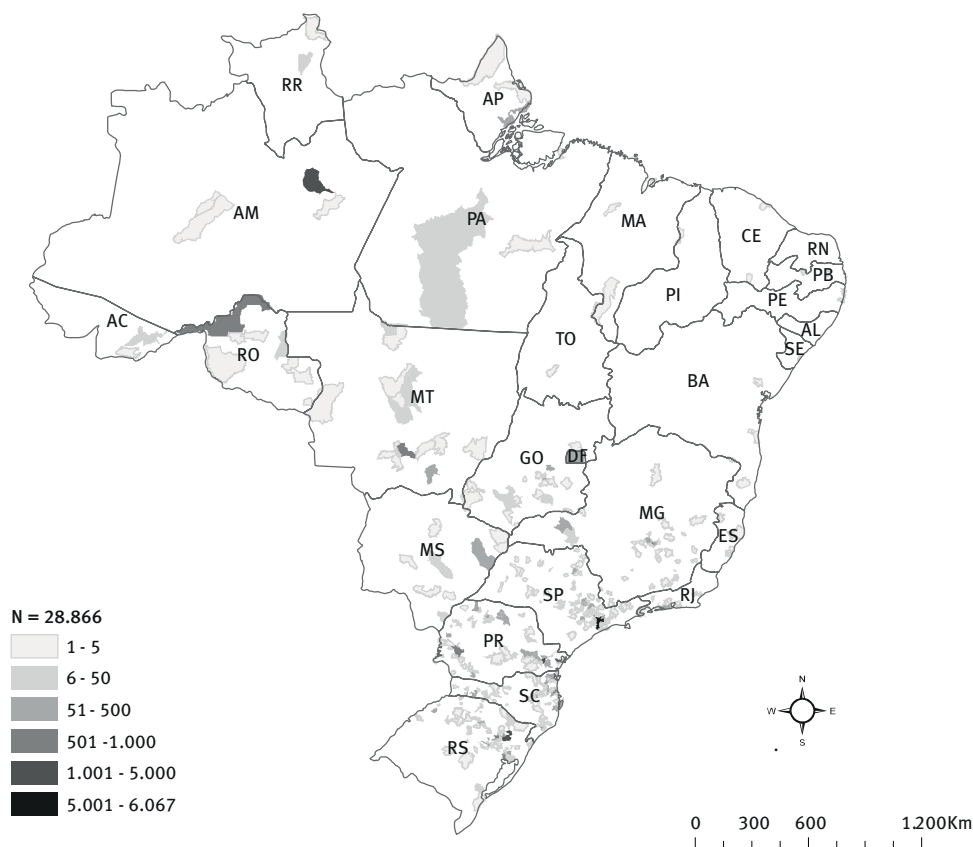 RR
AP
AM
PA
MA
CE
RN
PB
PE
PI
AC
AL
SE
TO
RO
BA
MT
GO
DF
MG
ES
MS
SP
RJ
PR
SC
RS
N = 28.866
1 - 5
6 - 50
51 - 500
501 -1.000
1.001 - 5.000
5.001 - 6.067
N
W
E
S
0 300 600 1.200Km